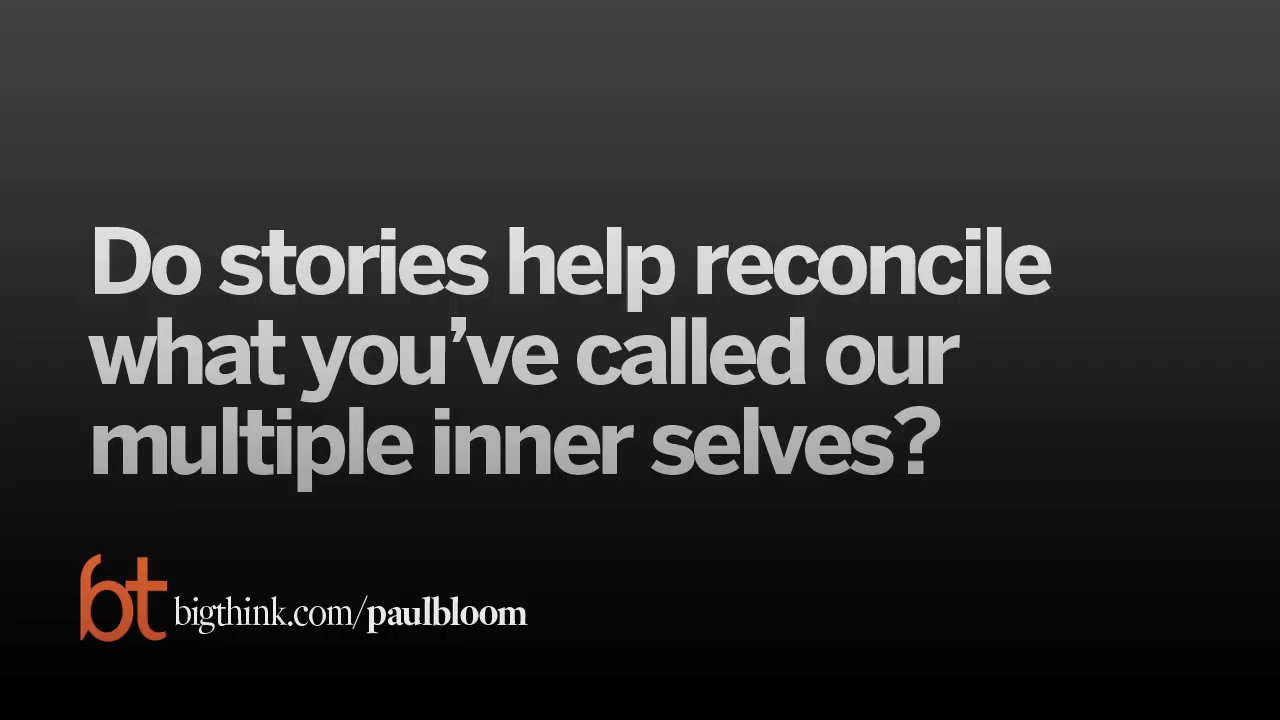 Do stories help reconcile
what you’ve called our
multiple inner selves?
bt
bigthink.com/paulbloom